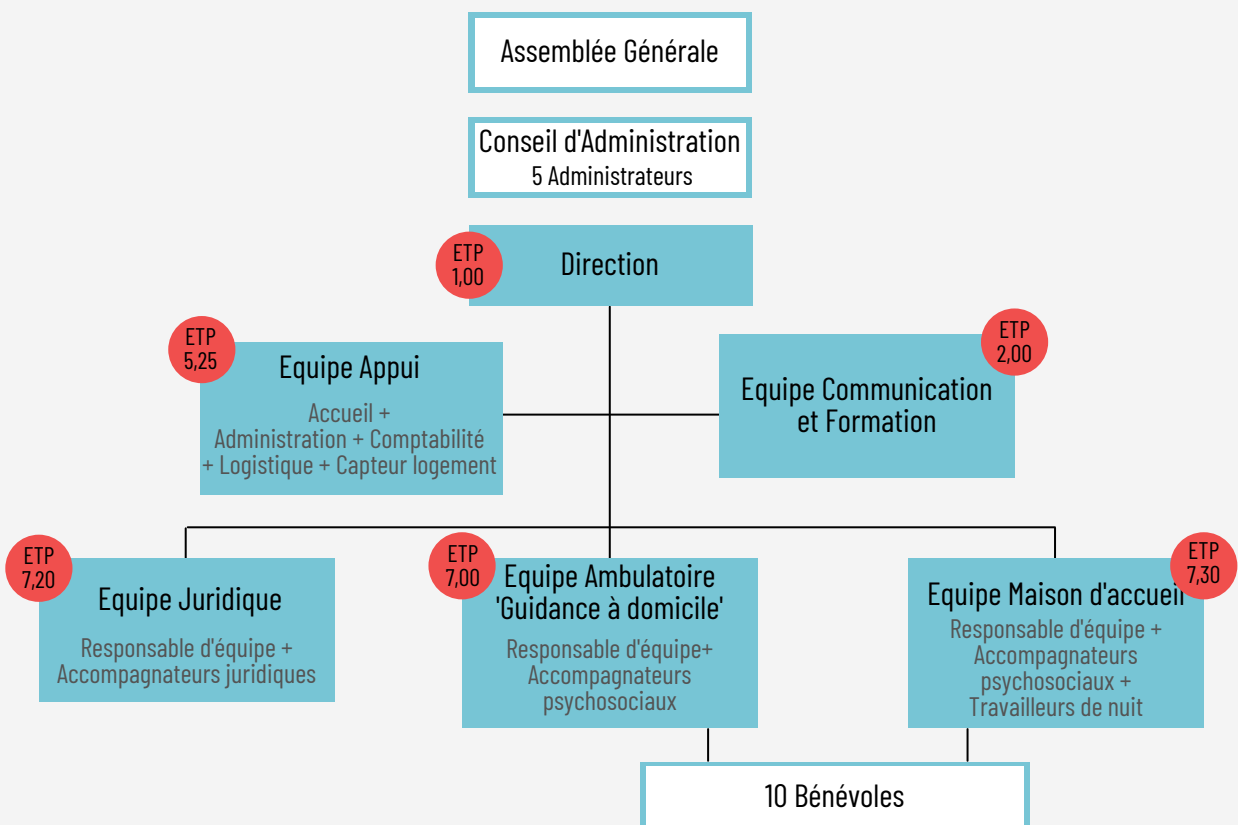 Assemblée Générale
Conseil d'Administration
5 Administrateurs
ETP
1,00
Direction
ETP
5,25
Equipe Appui
Accueil +
Administration + Comptabilité
+ Logistique + Capteur logement
ETP
2,00
Equipe Communication
et Formation
ETP
7,20
Equipe Juridique
Responsable d'équipe +
Accompagnateurs juridiques
ETP
7,00
Equipe Ambulatoire
'Guidance à domicile'
Responsable d'équipe+
Accompagnateurs
psychosociaux
ETP
7,30
Equipe Maison d'accueil
Responsable d'équipe +
Accompagnateurs
psychosociaux +
Travailleurs de nuit
10 Bénévoles